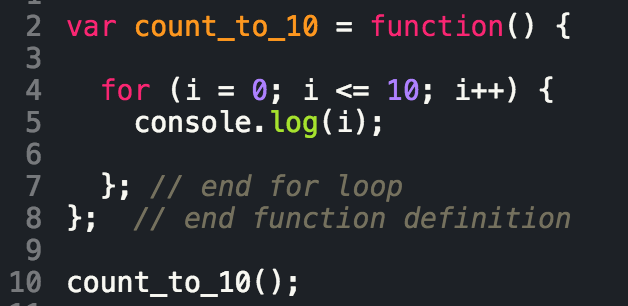 2 var count_to_10 = function() {
3
4   for (i = 0; i <= 10; i++) {
5     console.log(i);
6
7   }; // end for loop
8 };  // end function definition
9
10 count_to_10();